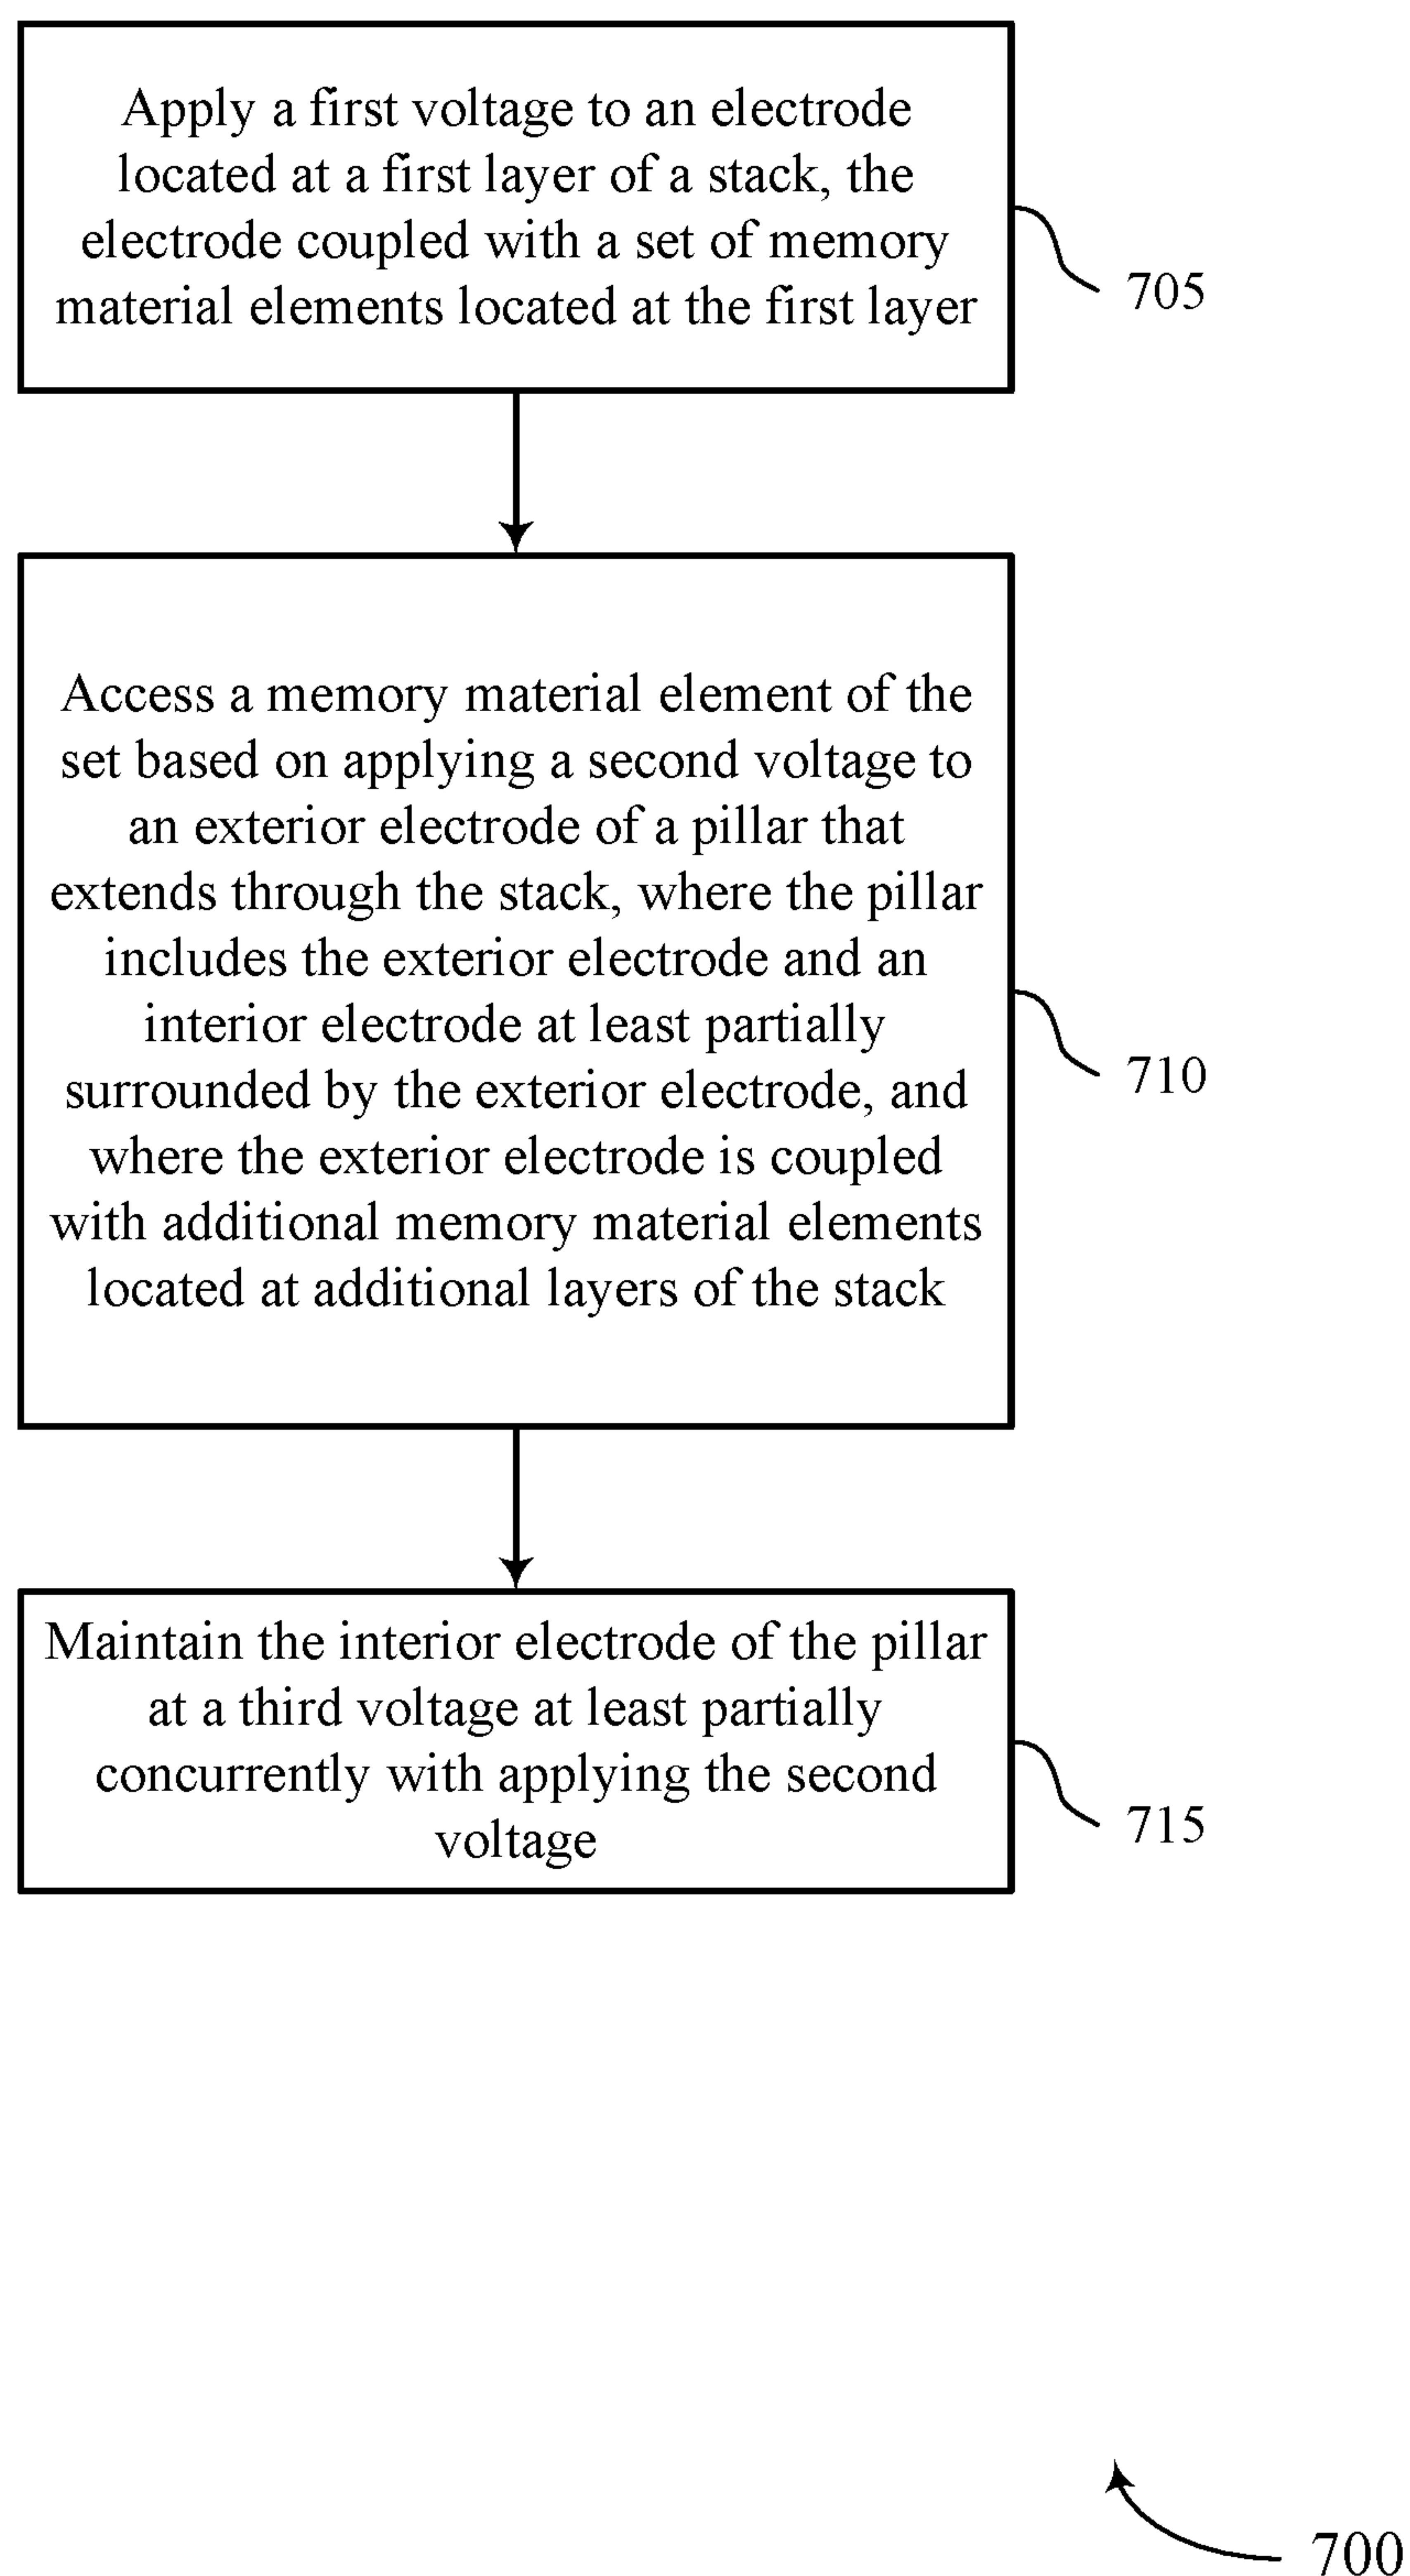 Apply a first voltage to an electrode
located at a first layer of a stack, the
electrode coupled with a set of memory
material elements located at the first layer
705
Access a memory material element of the
set based on applying a second voltage to
an exterior electrode of a pillar that
extends through the stack, where the pillar
includes the exterior electrode and an
interior electrode at least partially
surrounded by the exterior electrode, and
where the exterior electrode is coupled
with additional memory material elements
located at additional layers of the stack
710
Maintain the interior electrode of the pillar
at a third voltage at least partially
concurrently with applying the second
voltage
715
700